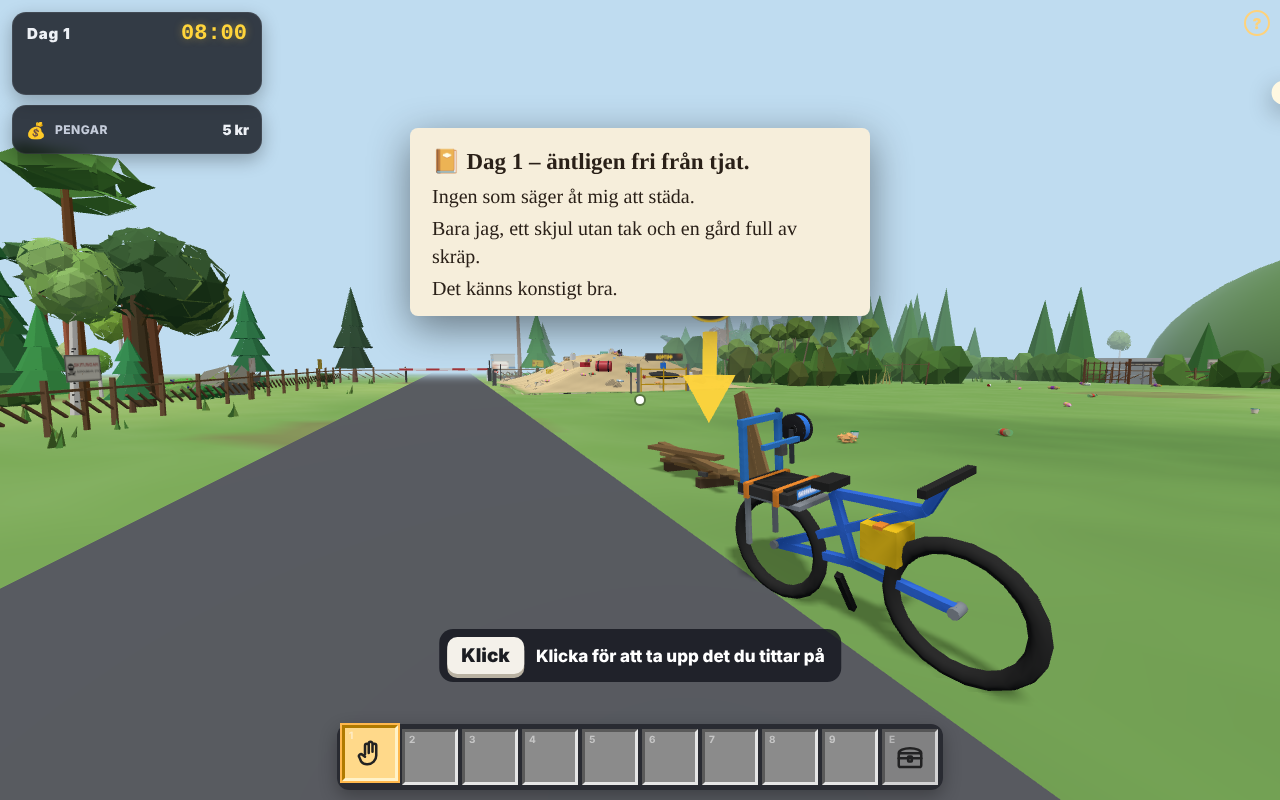 Dag 1
08:00
PENGAR
5 kr
Dag 1 – äntligen fri från tjat.
Ingen som säger åt mig att städa.
Bara jag, ett skjul utan tak och en gård full av
skräp.
Det känns konstigt bra.
Klick
Klicka för att ta upp det du tittar på
1
2
3
4
5
6
7
8
9
E